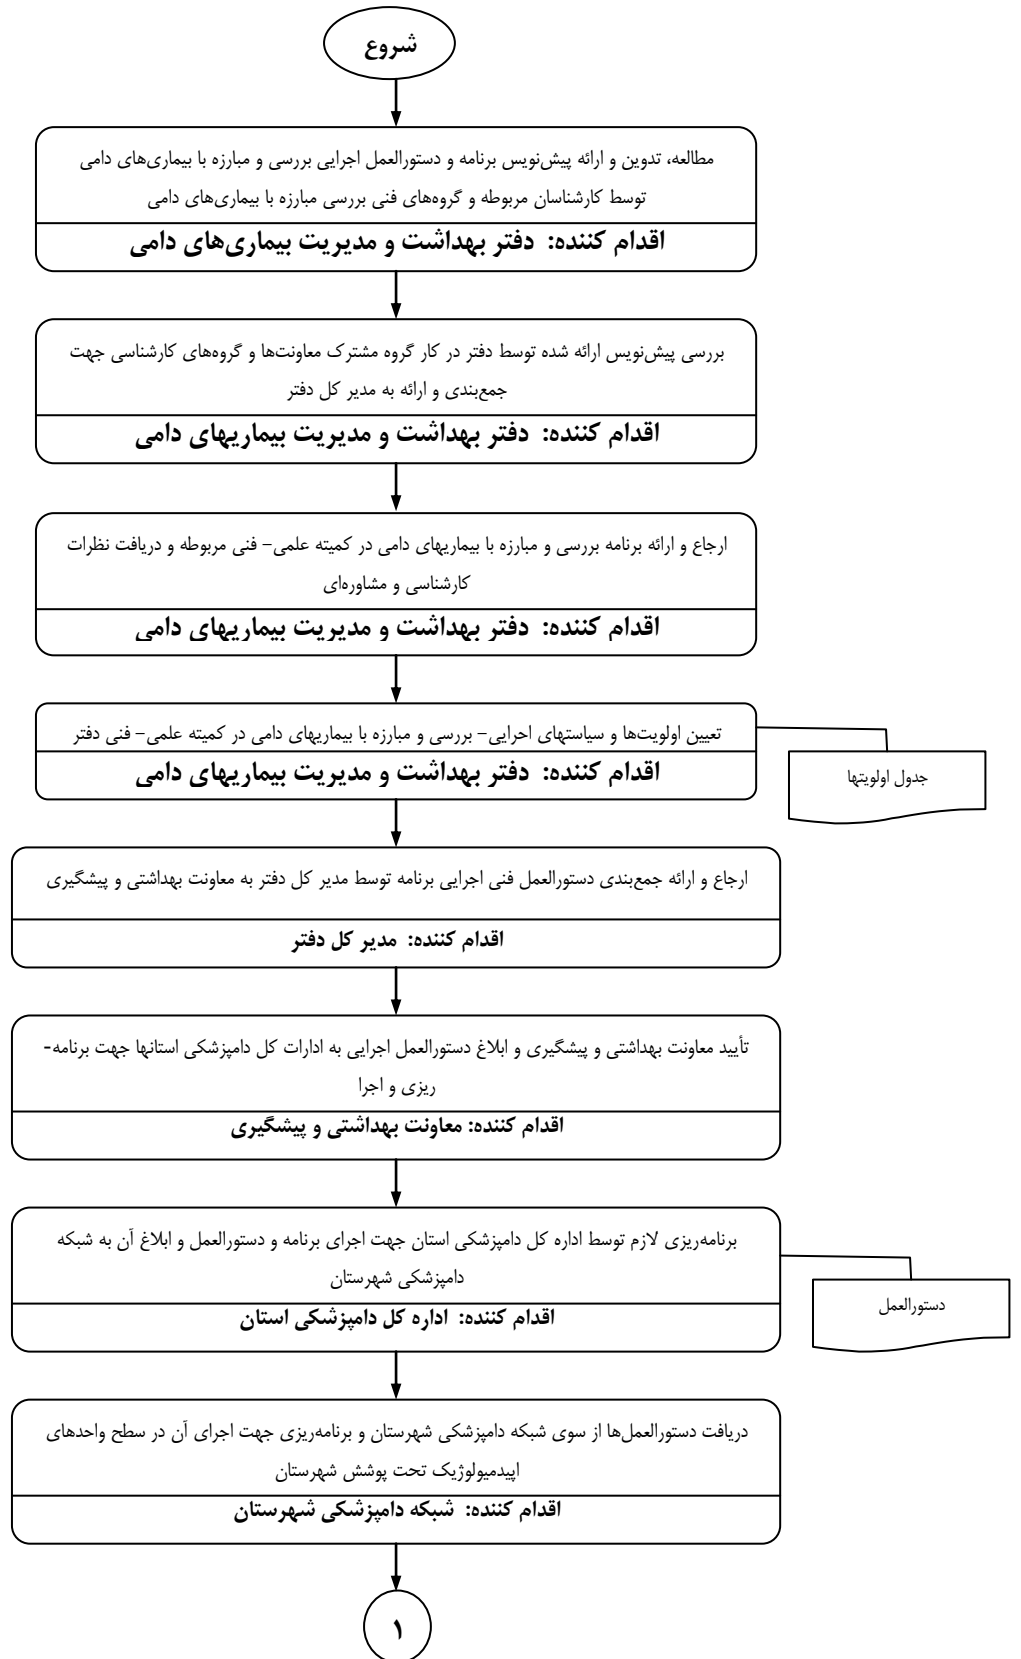 شروع
مطالعه، تدوین و ارائه پیش‌نویس برنامه و دستورالعمل اجرایی بررسی و مبارزه با بیماری‌های دامی
توسط کارشناسان مربوطه و گروه‌های فنی بررسی مبارزه با بیماری‌های دامی
اقدام کننده: دفتر بهداشت و مدیریت بیماری‌های دامی
بررسی پیش‌نویس ارائه شده توسط دفتر در کار گروه مشترک معاونت‌ها و گروه‌های کارشناسی جهت
جمع‌بندی و ارائه به مدیر کل دفتر
اقدام کننده: دفتر بهداشت و مدیریت بیماریهای دامی
ارجاع و ارائه برنامه بررسی و مبارزه با بیماریهای دامی در کمیته علمی– فنی مربوطه و دریافت نظرات
کارشناسی و مشاوره‌ای
اقدام کننده: دفتر بهداشت و مدیریت بیماریهای دامی
تعیین اولویت‌ها و سیاستهای احرایی– بررسی و مبارزه با بیماریهای دامی در کمیته علمی– فنی دفتر
اقدام کننده: دفتر بهداشت و مدیریت بیماریهای دامی
جدول اولویتها
ارجاع و ارائه جمع‌بندی دستورالعمل فنی اجرایی برنامه توسط مدیر کل دفتر به معاونت بهداشتی و پیشگیری
اقدام کننده: مدیر کل دفتر
تأیید معاونت بهداشتی و پیشگیری و ابلاغ دستورالعمل اجرایی به ادارات کل دامپزشکی استانها جهت برنامه-
ریزی و اجرا
اقدام کننده: معاونت بهداشتی و پیشگیری
برنامه‌ریزی لازم توسط اداره کل دامپزشکی استان جهت اجرای برنامه و دستورالعمل و ابلاغ آن به شبکه
دامپزشکی شهرستان
اقدام کننده: اداره کل دامپزشکی استان
دستورالعمل
دریافت دستورالعمل‌ها از سوی شبکه دامپزشکی شهرستان و برنامه‌ریزی جهت اجرای آن در سطح واحدهای
اپیدمیولوژیک تحت پوشش شهرستان
اقدام کننده: شبکه دامپزشکی شهرستان
۱